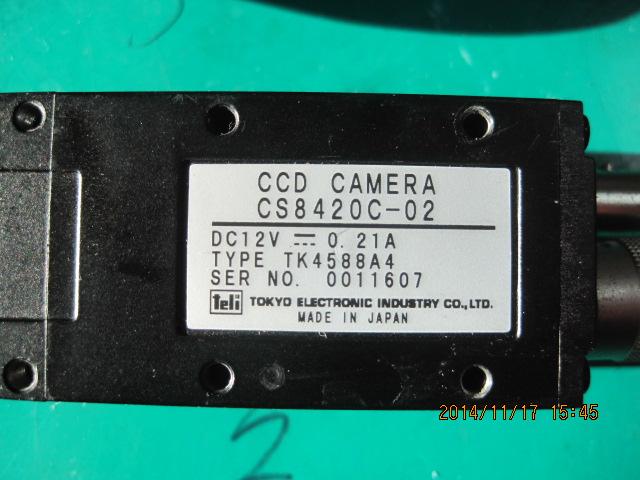 CCD CAMERA
CS8420C-02
DC12V ⎓ 0.21A
TYPE TK4588A4
SER NO. 0011607
teli TOKYO ELECTRONIC INDUSTRY CO.,LTD.
MADE IN JAPAN
2014/11/17 15:45
2